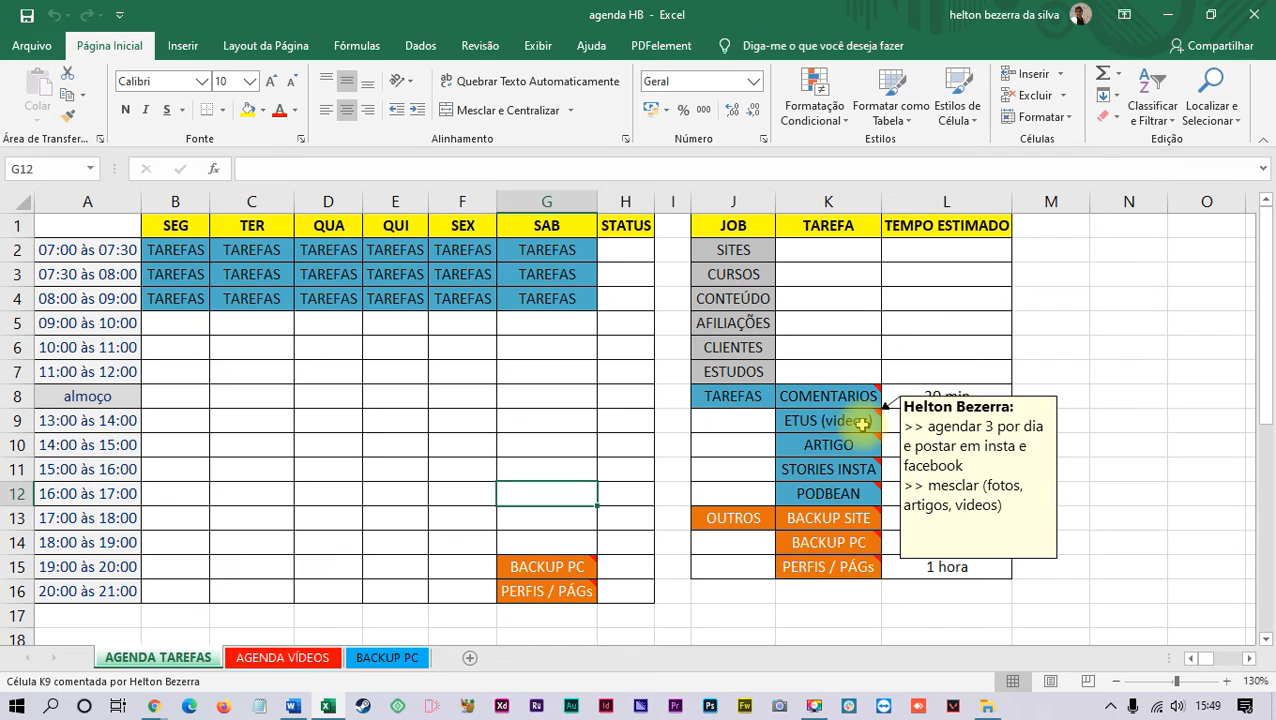 agenda HB - Excel
helton bezerra da silva
Arquivo Página Inicial Inserir Layout da Página Fórmulas Dados Revisão Exibir Ajuda PDFelement Diga-me o que você deseja fazer Compartilhar
Colar
Calibri 10
N I S
Quebrar Texto Automaticamente
Mesclar e Centralizar
Geral
% 000
Formatação Condicional
Formatar como Tabela
Estilos de Célula
Inserir
Excluir
Formatar
Classificar e Filtrar
Localizar e Selecionar
Área de Transfer... Fonte Alinhamento Número Estilos Células Edição
G12 fx
A B C D E F G H I J K L M N O
1 SEG TER QUA QUI SEX SAB STATUS JOB TAREFA TEMPO ESTIMADO
2 07:00 às 07:30 TAREFAS TAREFAS TAREFAS TAREFAS TAREFAS TAREFAS SITES
3 07:30 às 08:00 TAREFAS TAREFAS TAREFAS TAREFAS TAREFAS TAREFAS CURSOS
4 08:00 às 09:00 TAREFAS TAREFAS TAREFAS TAREFAS TAREFAS TAREFAS CONTEÚDO
5 09:00 às 10:00 AFILIAÇÕES
6 10:00 às 11:00 CLIENTES
7 11:00 às 12:00 ESTUDOS
8 almoço TAREFAS COMENTARIOS
9 13:00 às 14:00 ETUS (videos)
10 14:00 às 15:00 ARTIGO
11 15:00 às 16:00 STORIES INSTA
12 16:00 às 17:00 PODBEAN
13 17:00 às 18:00 OUTROS BACKUP SITE
14 18:00 às 19:00 BACKUP PC
15 19:00 às 20:00 BACKUP PC PERFIS / PÁGs 1 hora
16 20:00 às 21:00 PERFIS / PÁGs
17
18
Helton Bezerra:
>> agendar 3 por dia
e postar em insta e
facebook
>> mesclar (fotos,
artigos, videos)
AGENDA TAREFAS AGENDA VÍDEOS BACKUP PC
Célula K9 comentada por Helton Bezerra
130%
Xd Ru Au Id Pr Ps Fw
15:49